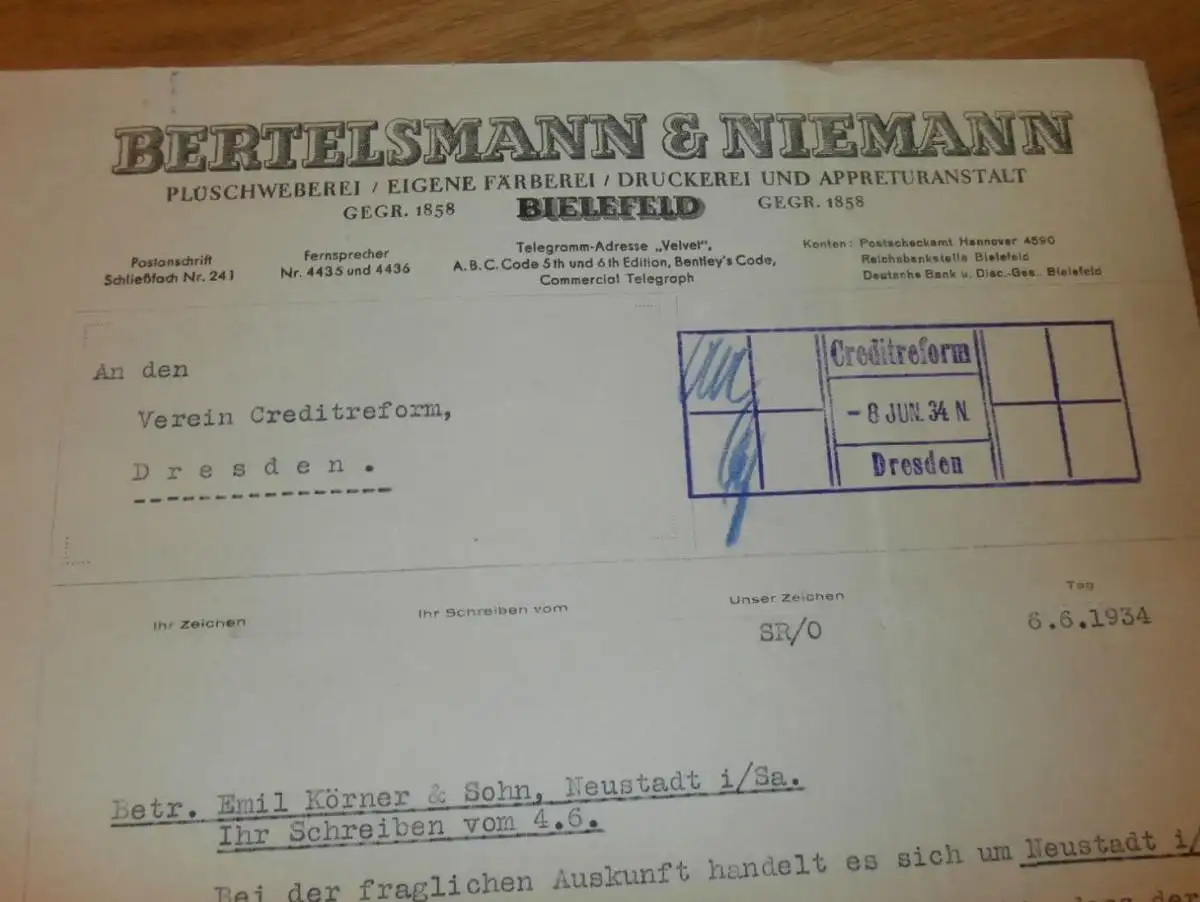 BERTELSMANN & NIEMANN
PLÜSCHWEBEREI / EIGENE FÄRBEREI / DRUCKEREI UND APPRETURANSTALT
GEGR. 1858 BIELEFELD GEGR. 1858
Postanschrift
Schließfach Nr. 241
Fernsprecher
Nr. 4435 und 4436
Telegramm-Adresse „Velvet",
A.B.C. Code 5th und 6th Edition, Bentley's Code,
Commercial Telegraph
Konten: Postscheckamt Hannover 4590
Reichsbankstelle Bielefeld
Deutsche Bank u. Disc.-Ges., Bielefeld
An den
Verein Creditreform,
Dresden.
Creditreform
- 8 JUN. 34 N.
Dresden
Ihr Zeichen
Ihr Schreiben vom
Unser Zeichen
SR/O
Tag
6.6.1934
Betr. Emil Körner & Sohn, Neustadt i/Sa.
Ihr Schreiben vom 4.6.
Bei der fraglichen Auskunft handelt es sich um Neustadt i/
dass der